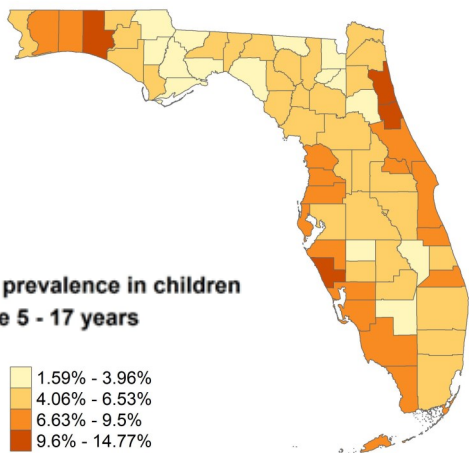 prevalence in children
5 - 17 years
1.59% - 3.96%
4.06% - 6.53%
6.63% - 9.5%
9.6% - 14.77%